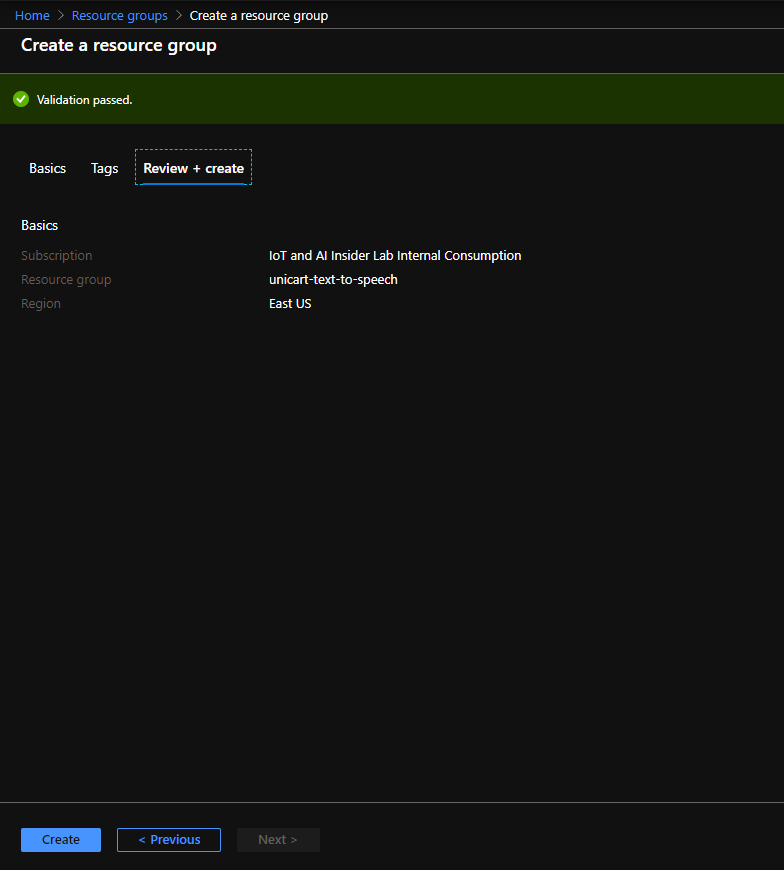 Home > Resource groups > Create a resource group
Create a resource group
Validation passed.
Basics Tags Review + create
Basics
Subscription IoT and AI Insider Lab Internal Consumption
Resource group unicart-text-to-speech
Region East US
Create < Previous Next >